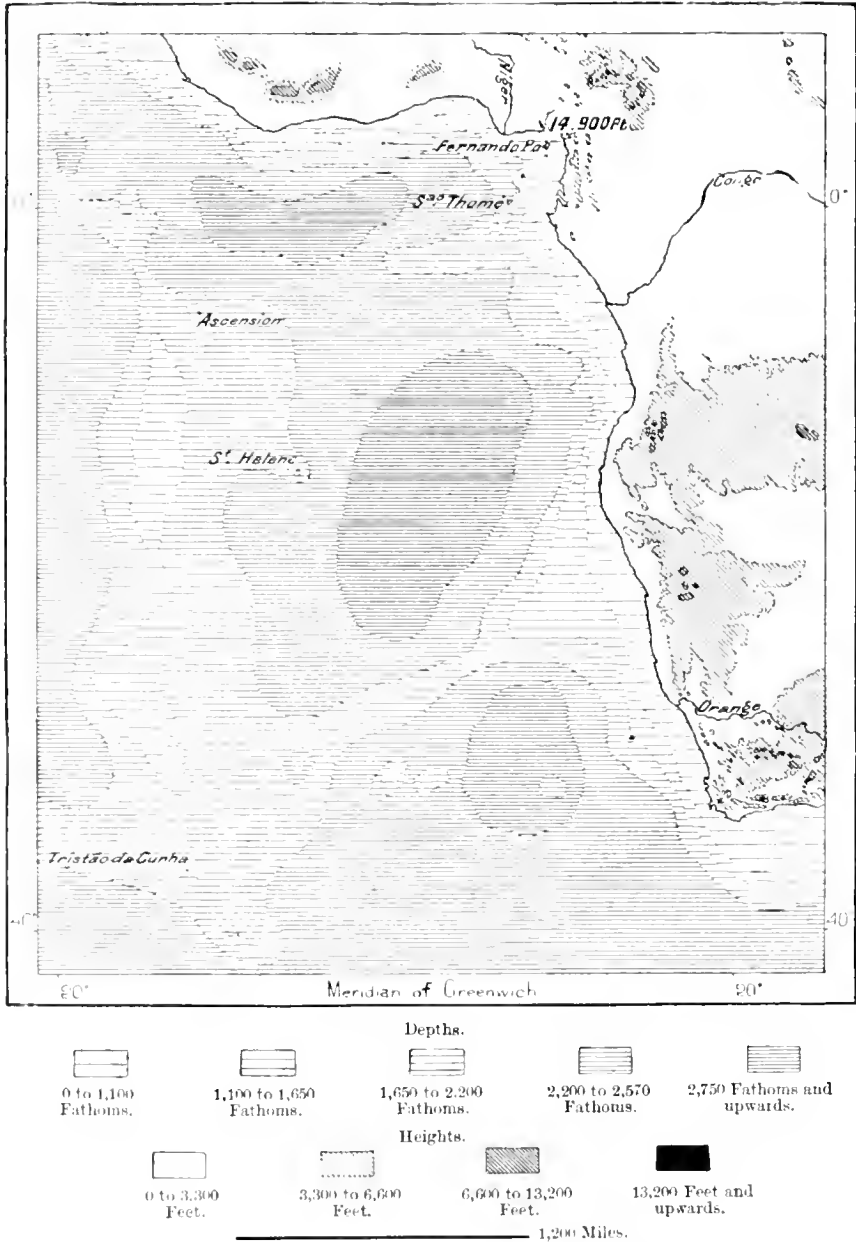 Niger
14.900Ft
Fernando Po
Congo
0° 0°
Sao Thome
Ascension
St Helena
Orange
Tristão da Cunha
40° 40°
20° Meridian of Greenwich 20°
Depths.
0 to 1,100 Fathoms.
1,100 to 1,650 Fathoms.
1,650 to 2,200 Fathoms.
2,200 to 2,570 Fathoms.
2,750 Fathoms and upwards.
Heights.
0 to 3,300 Feet.
3,300 to 6,600 Feet.
6,600 to 13,200 Feet.
13,200 Feet and upwards.
1,200 Miles.